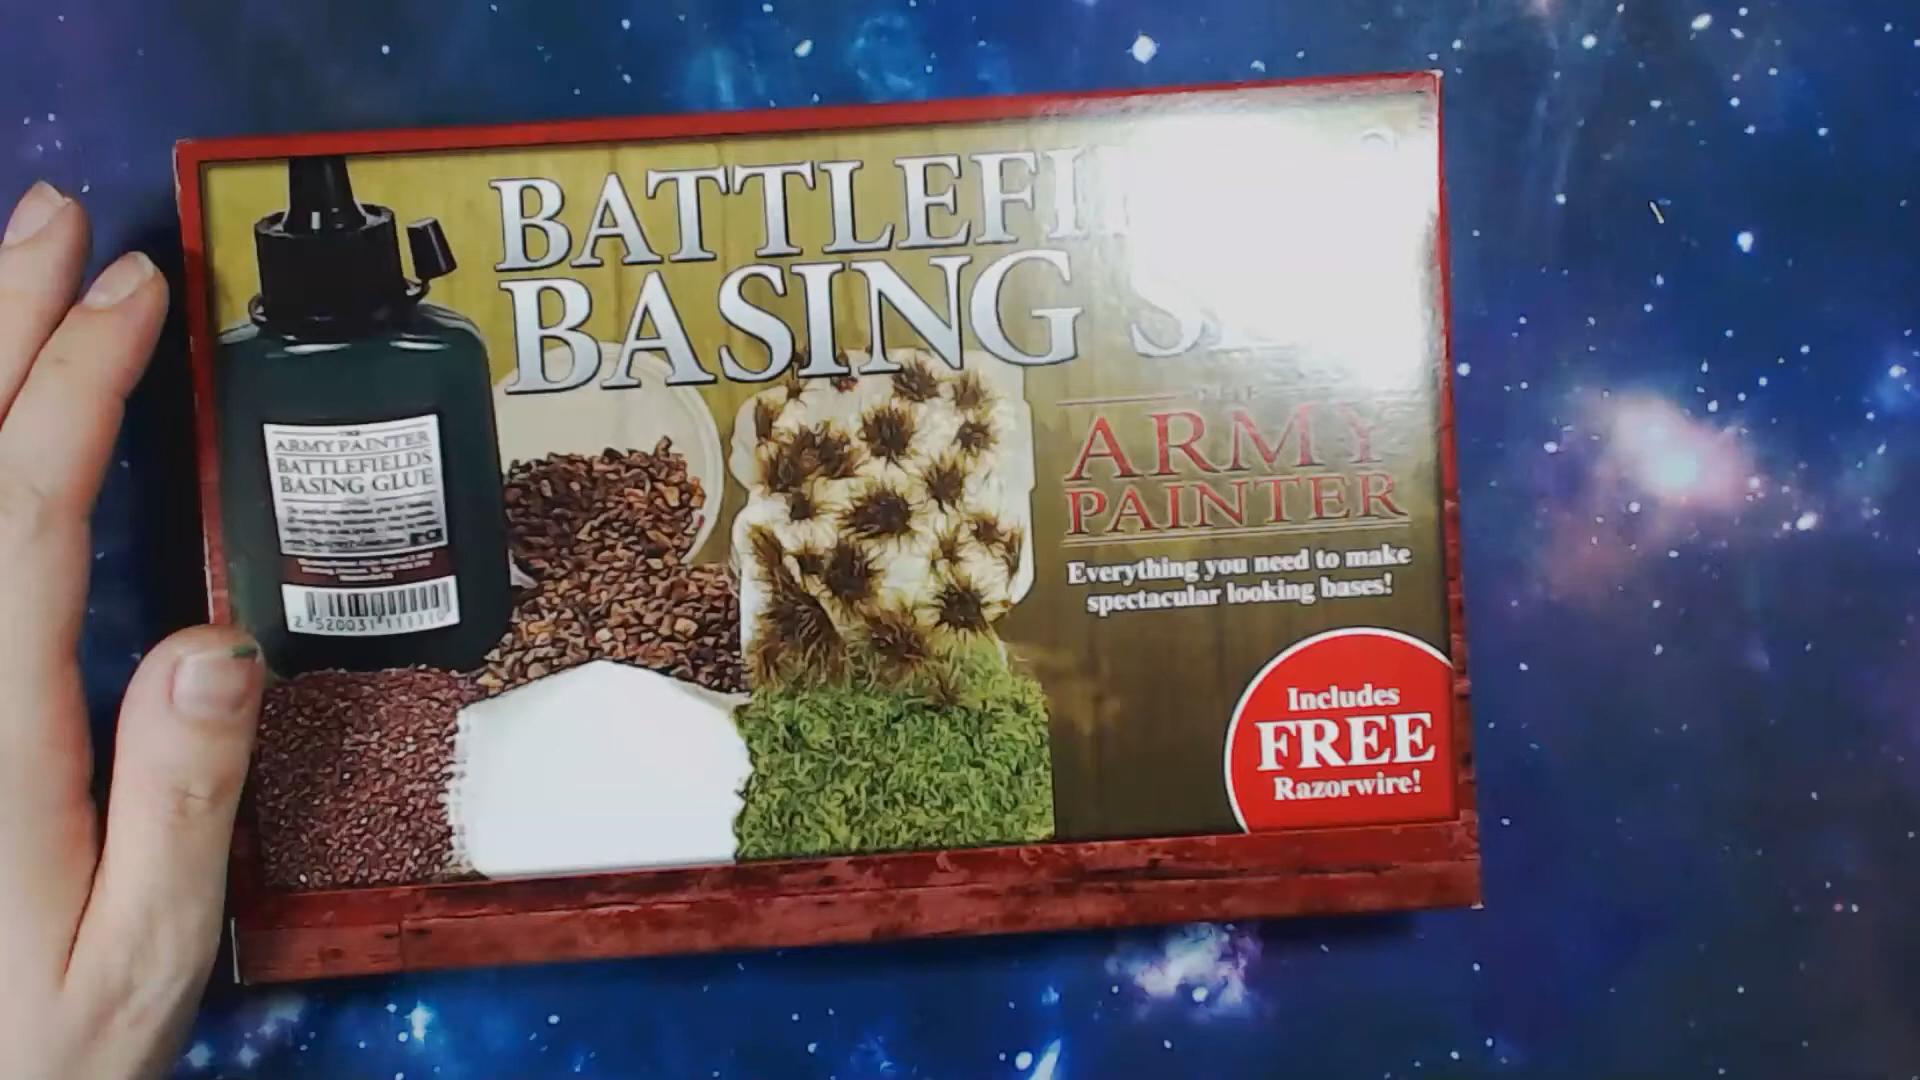 BATTLEFI
BASING S
ARMY
PAINTER
Everything you need to make
spectacular looking bases!
Includes
FREE
Razorwire!
THE
ARMY PAINTER
BATTLEFIELDS
BASING GLUE